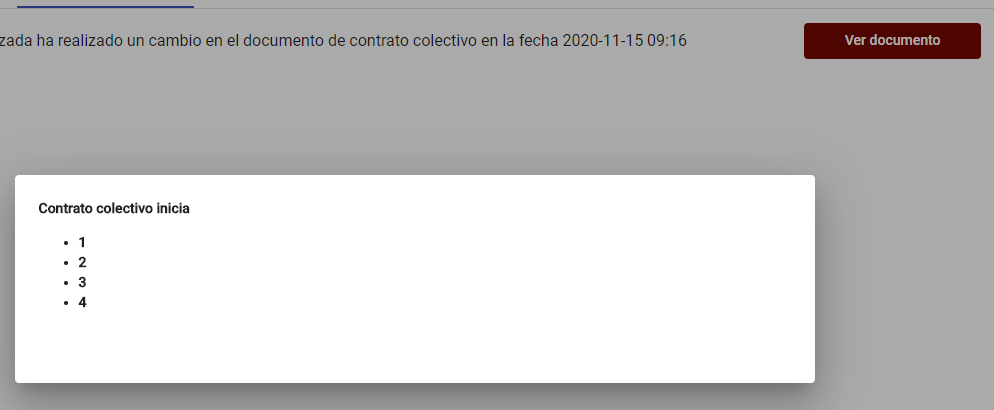 ha realizado un cambio en el documento de contrato colectivo en la fecha 2020-11-15 09:16
Ver documento
Contrato colectivo inicia
• 1
• 2
• 3
• 4